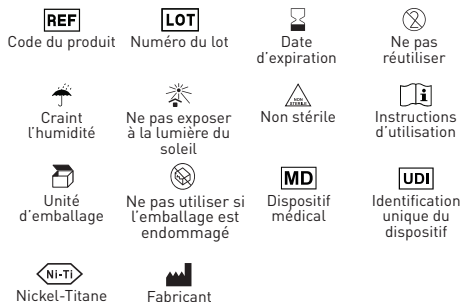 REF
LOT
Code du produit
Numéro du lot
Date
d'expiration
Ne pas
réutiliser
2
NON
STERILE
i
Craint
l'humidité
Ne pas exposer
à la lumière du
soleil
Non stérile
Instructions
d'utilisation
MD
UDI
Unité
d'emballage
Ne pas utiliser si
l'emballage est
endommagé
Dispositif
médical
Identification
unique du
dispositif
Ni-Ti
Nickel-Titane
Fabricant